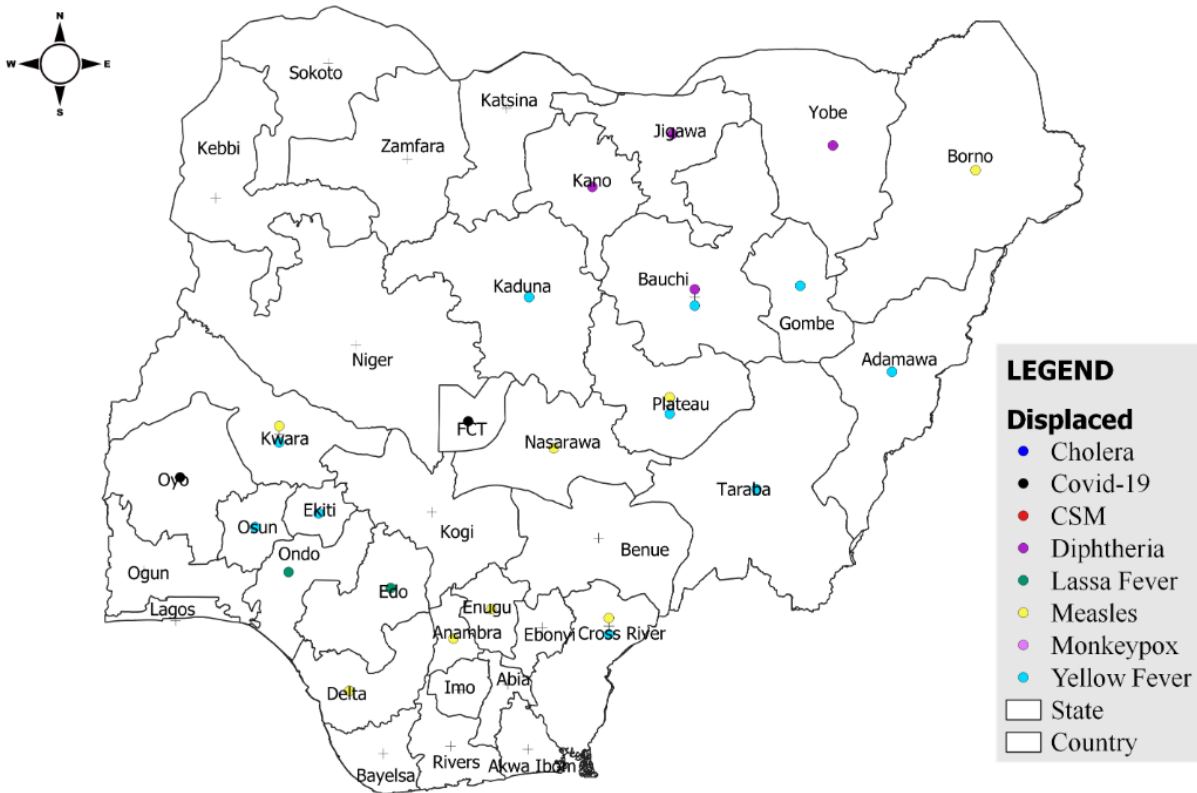 N
W E
S
Sokoto
Katsina
Yobe
Jigawa
Kebbi
Zamfara
Borno
Kano
Kaduna
Bauchi
Gombe
Niger
Adamawa
Plateau
FCT
Kwara
Nasarawa
Oyo
Taraba
Ekiti
Osun
Kogi
Ondo
Benue
Ogun
Edo
Lagos
Enugu
Anambra
Ebonyi
Cross River
Abia
Imo
Delta
Rivers
Akwa Ibom
Bayelsa
LEGEND
Displaced
Cholera
Covid-19
CSM
Diphtheria
Lassa Fever
Measles
Monkeypox
Yellow Fever
State
Country